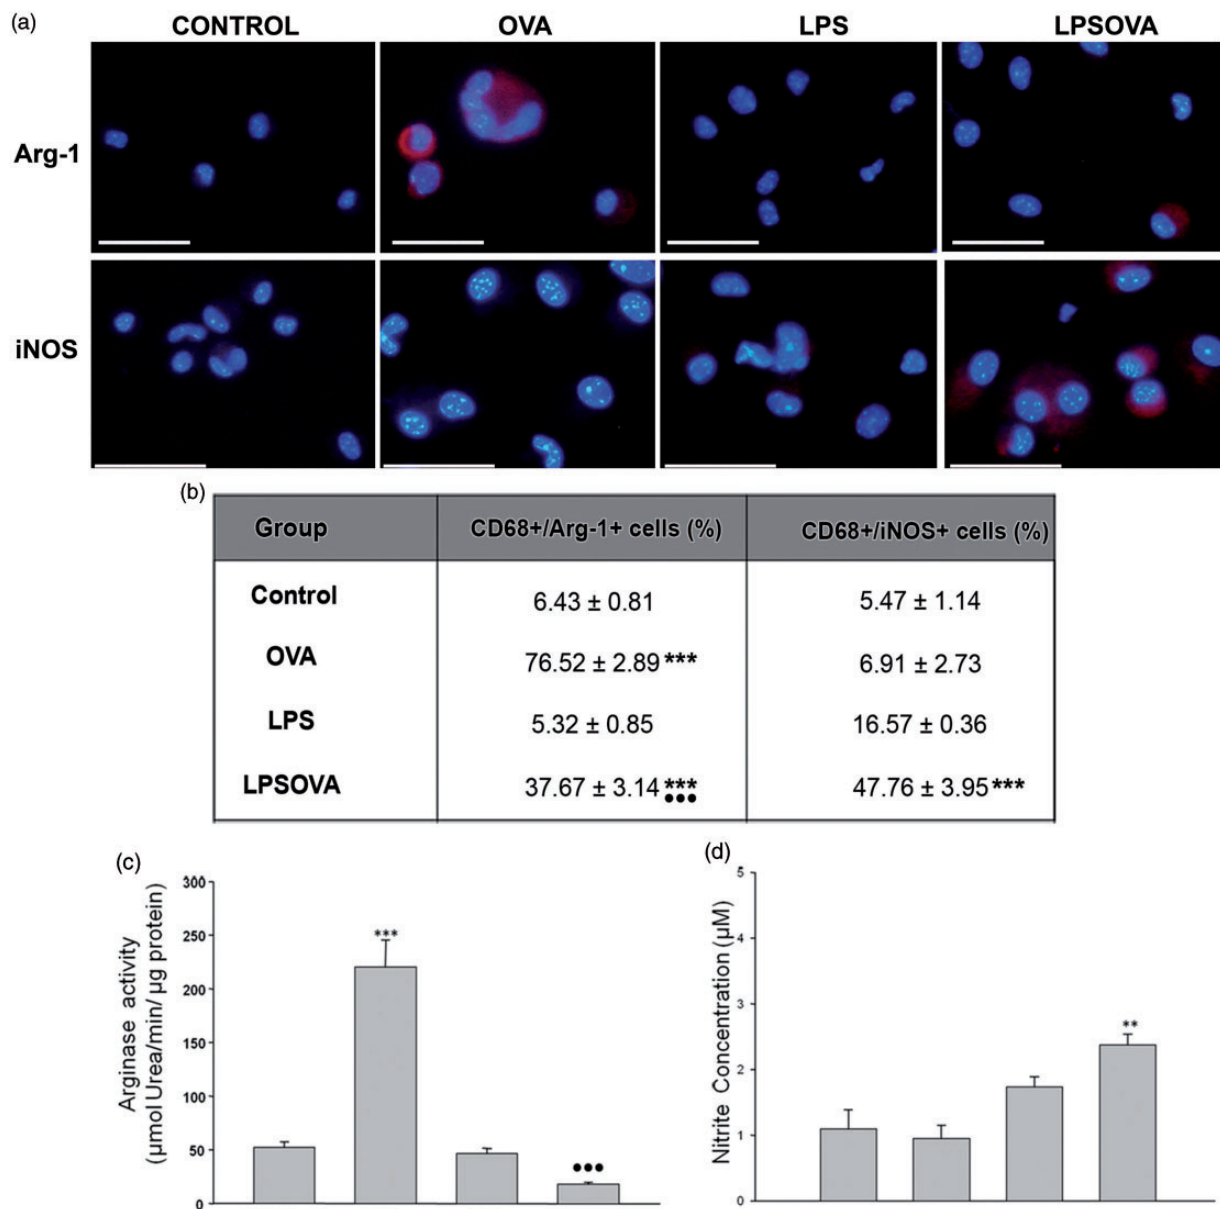 (a)
CONTROL OVA LPS LPSOVA
Arg-1
iNOS
(b)
Group CD68+/Arg-1+ cells (%) CD68+/iNOS+ cells (%)
Control 6.43 ± 0.81 5.47 ± 1.14
OVA 76.52 ± 2.89 *** 6.91 ± 2.73
LPS 5.32 ± 0.85 16.57 ± 0.36
LPSOVA 37.67 ± 3.14 *** 47.76 ± 3.95 ***
•••
(c)
Arginase activity
(µmol Urea/min/ µg protein)
300
250
200
150
100
50
0
***
•••
(d)
Nitrite Concentration (µM)
5
4
3
2
1
0
**